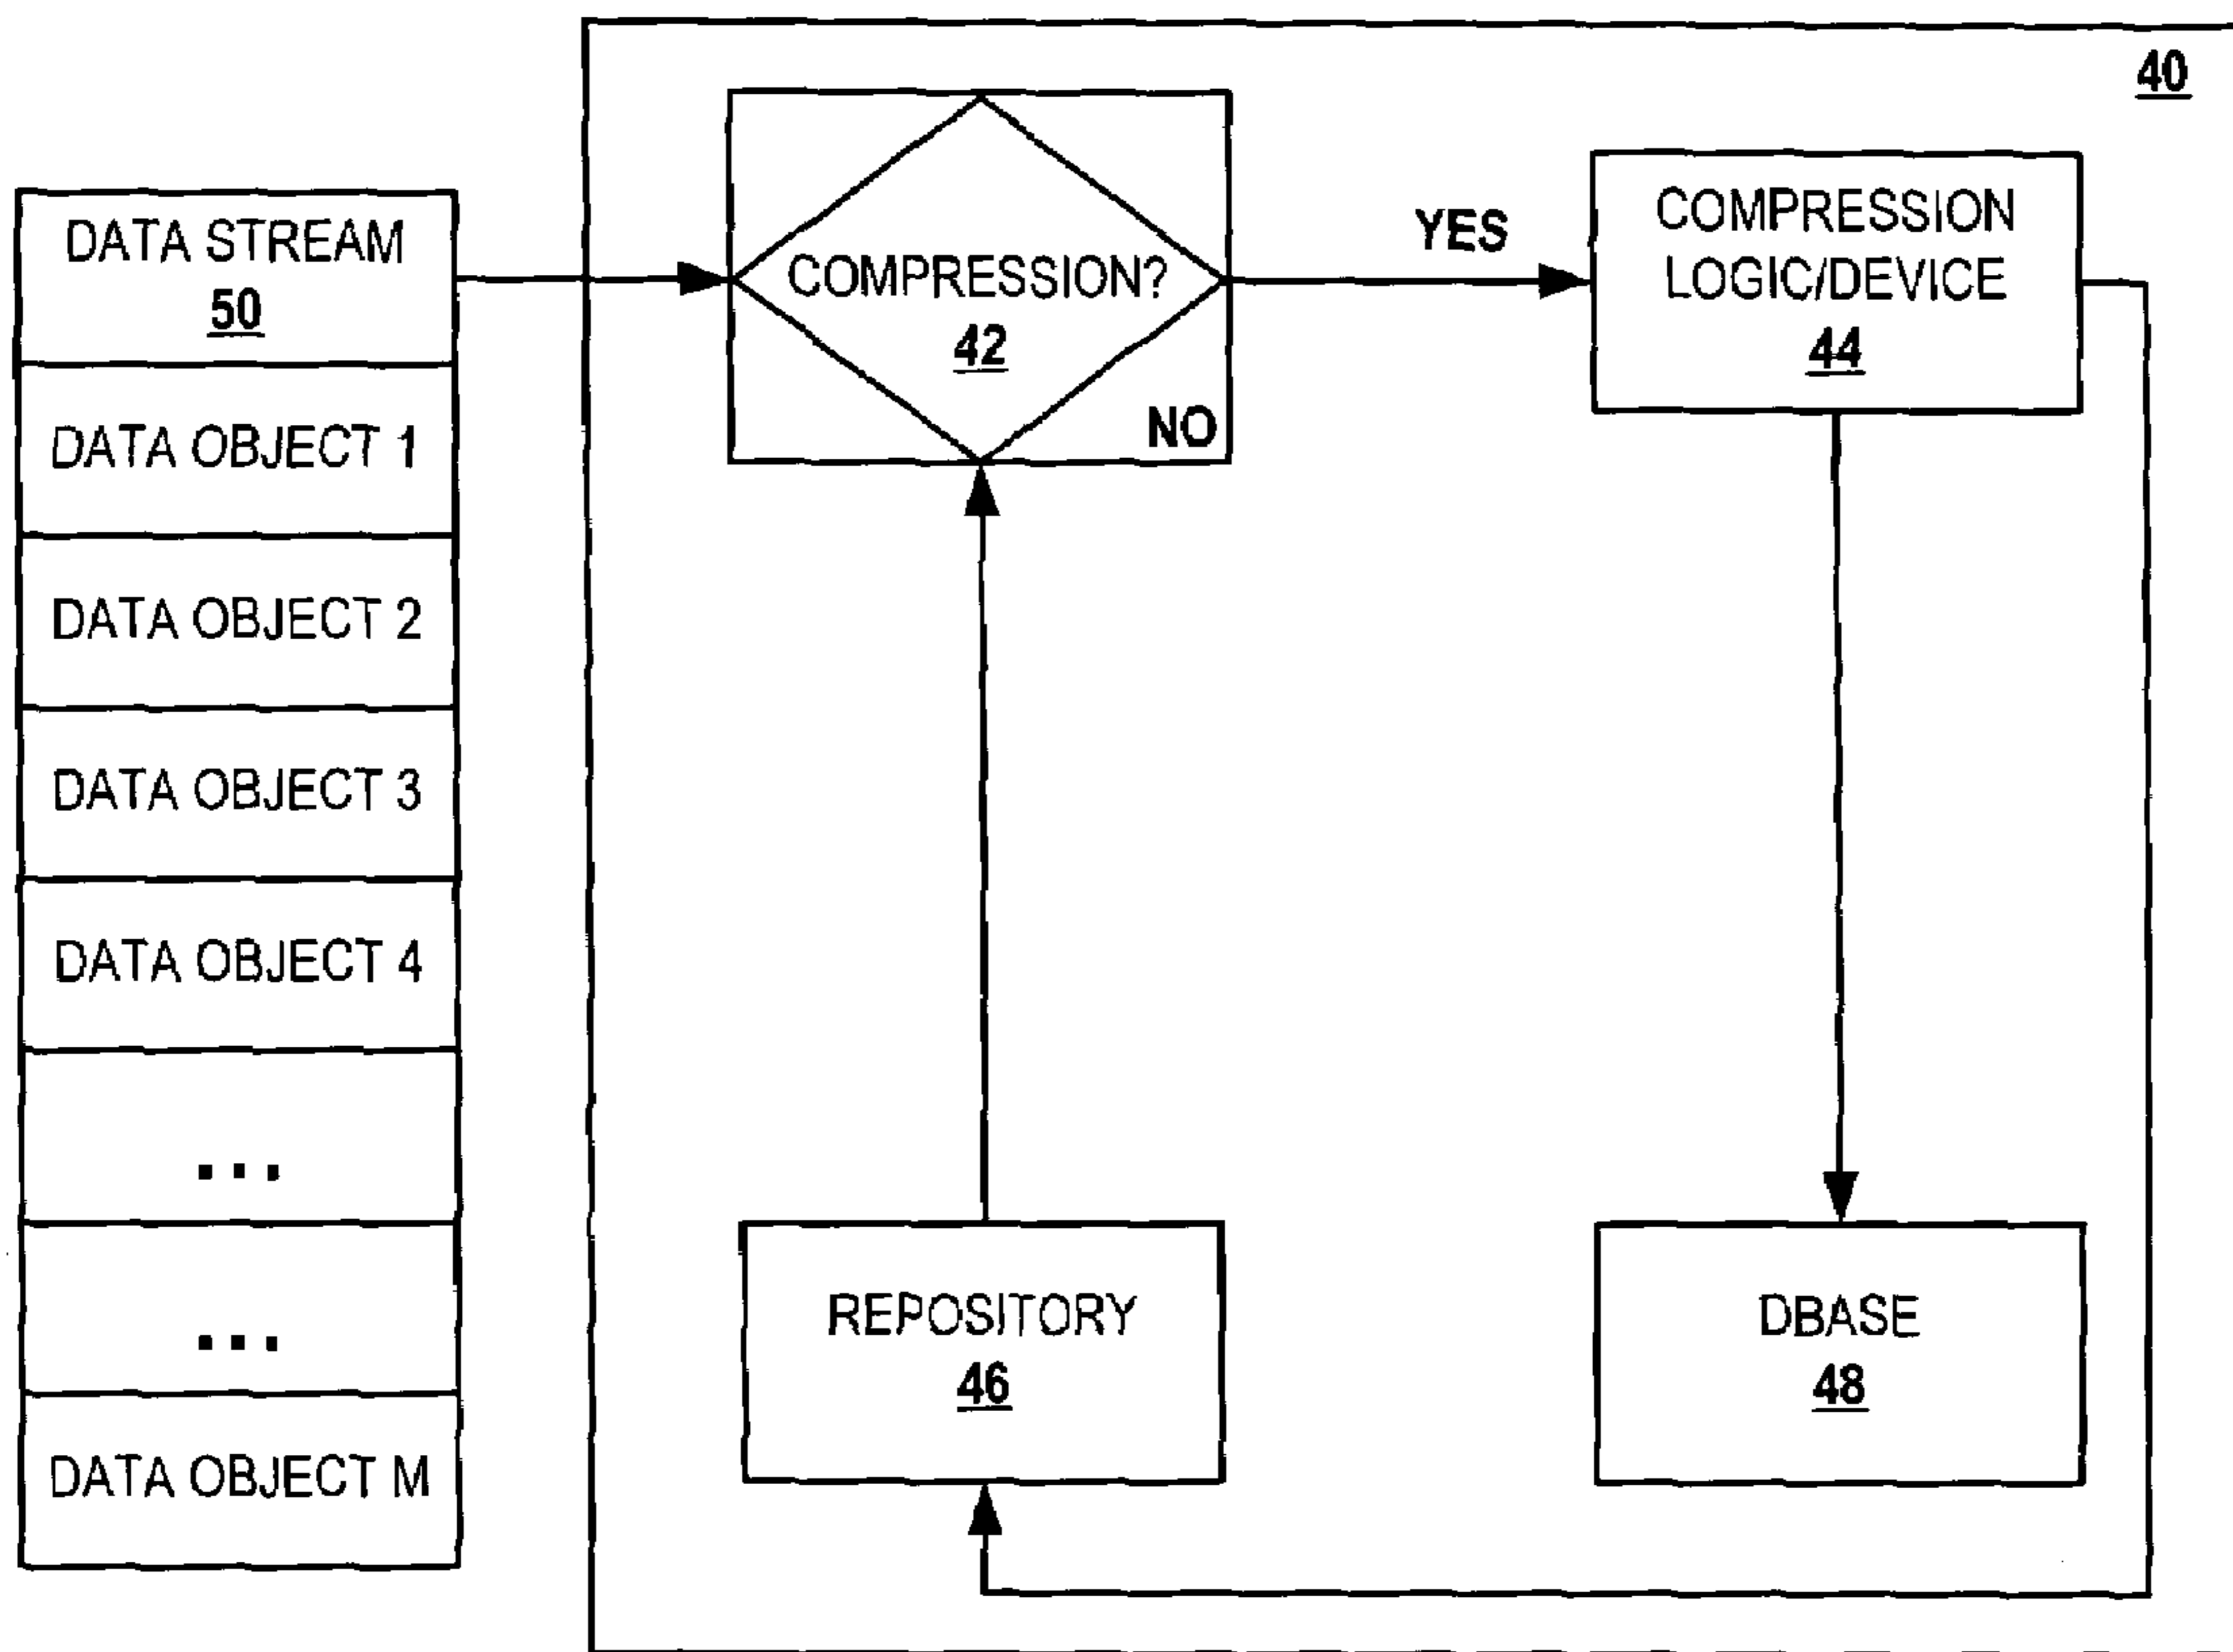 40
DATA STREAM
50
DATA OBJECT 1
DATA OBJECT 2
DATA OBJECT 3
DATA OBJECT 4
...
...
DATA OBJECT M
COMPRESSION?
42
NO
YES
COMPRESSION
LOGIC/DEVICE
44
REPOSITORY
46
DBASE
48